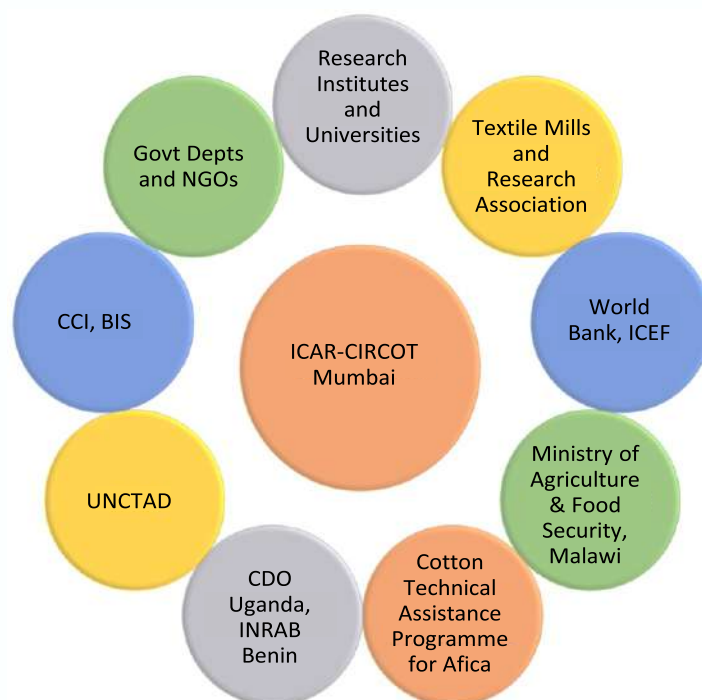 Research
Institutes
and
Universities
Textile Mills
and
Research
Association
World
Bank, ICEF
Ministry of
Agriculture
& Food
Security,
Malawi
Cotton
Technical
Assistance
Programme
for Afica
CDO
Uganda,
INRAB
Benin
UNCTAD
CCI, BIS
Govt Depts
and NGOs
ICAR-CIRCOT
Mumbai